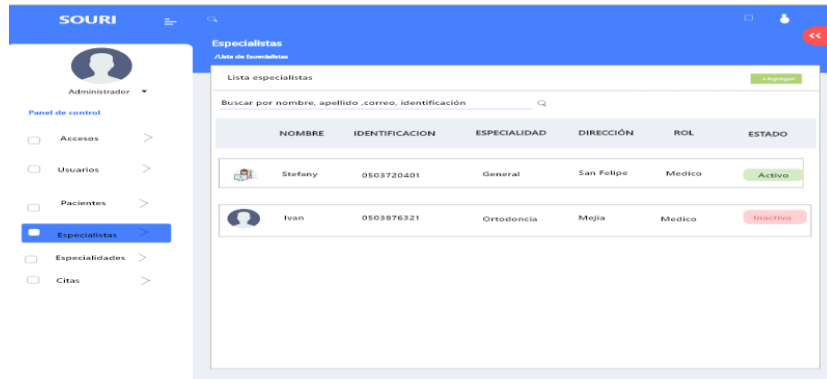 SOURI
Especialistas
/Lista de Especialistas
Administrador
Panel de control
Accesos
Usuarios
Pacientes
Especialistas
Especialidades
Citas
Lista especialistas
+Agregar
Buscar por nombre, apellido ,correo, identificación
NOMBRE IDENTIFICACION ESPECIALIDAD DIRECCIÓN ROL ESTADO
Stefany 0503720401 General San Felipe Medico Activo
Ivan 0503876321 Ortodoncia Mejia Medico Inactivo